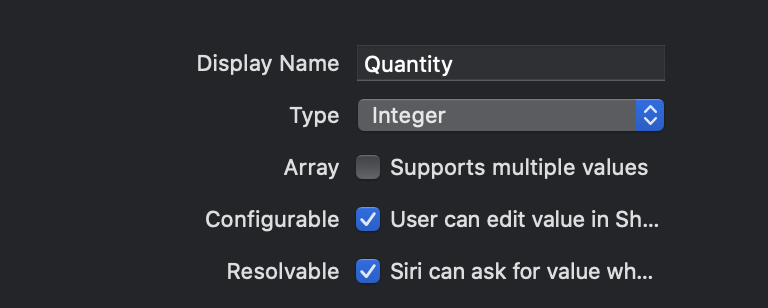 Display Name Quantity
Type Integer
Array Supports multiple values
Configurable User can edit value in Sh...
Resolvable Siri can ask for value wh...